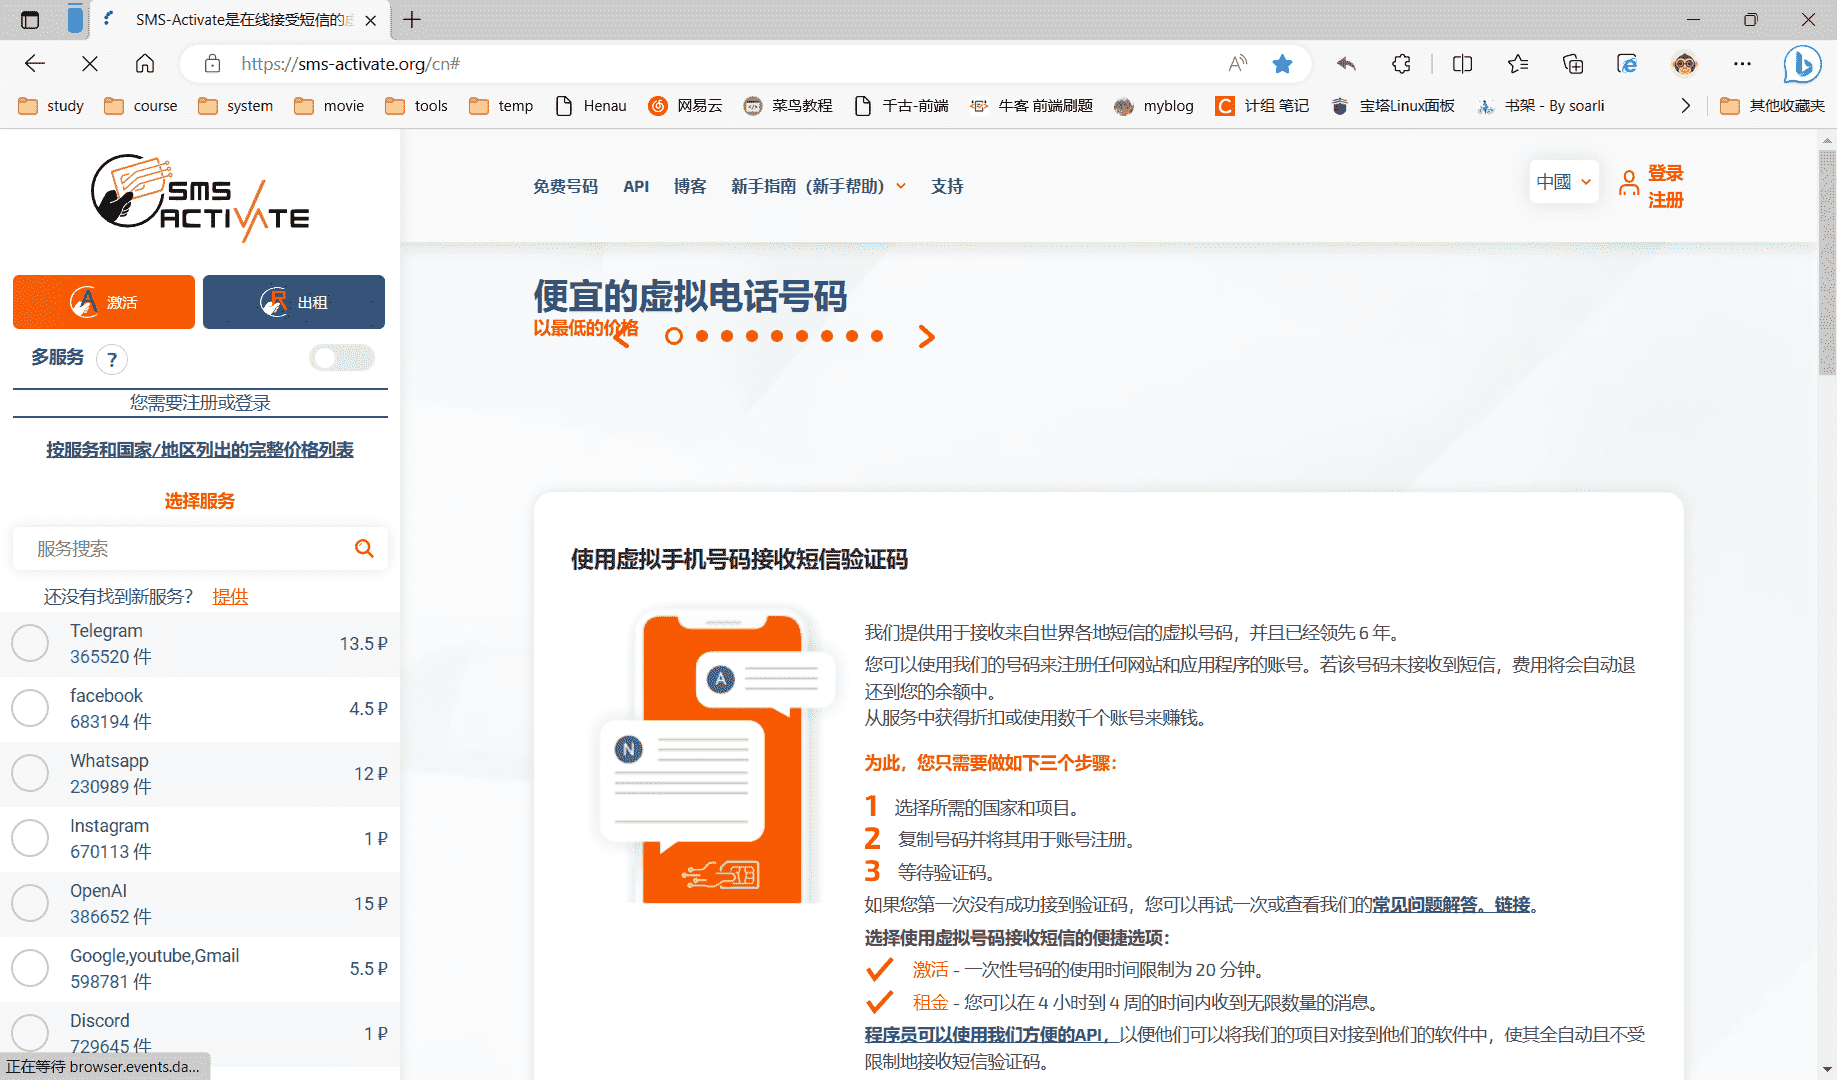 SMS-Activate是在线接受短信的
https://sms-activate.org/cn#
study
course
system
movie
tools
temp
Henau
网易云
菜鸟教程
千古-前端
牛客 前端刷题
myblog
计组 笔记
宝塔Linux面板
书架 - By soarli
其他收藏夹
SMS
ACTIVATE
免费号码
API
博客
新手指南（新手帮助）
支持
中國
登录
注册
激活
出租
多服务 ?
您需要注册或登录
按服务和国家/地区列出的完整价格列表
选择服务
服务搜索
还没有找到新服务? 提供
Telegram
365520 件
13.5 ₽
facebook
683194 件
4.5 ₽
Whatsapp
230989 件
12 ₽
Instagram
670113 件
1 ₽
OpenAI
386652 件
15 ₽
Google,youtube,Gmail
598781 件
5.5 ₽
Discord
729645 件
1 ₽
正在等待 browser.events.da...
便宜的虚拟电话号码
以最低的价格
使用虚拟手机号码接收短信验证码
A
N
我们提供用于接收来自世界各地短信的虚拟号码，并且已经领先 6 年。
您可以使用我们的号码来注册任何网站和应用程序的账号。若该号码未接收到短信，费用将会自动退
还到您的余额中。
从服务中获得折扣或使用数千个账号来赚钱。
为此，您只需要做如下三个步骤：
1 选择所需的国家和项目。
2 复制号码并将其用于账号注册。
3 等待验证码。
如果您第一次没有成功接到验证码，您可以再试一次或查看我们的常见问题解答。链接。
选择使用虚拟号码接收短信的便捷选项：
激活 - 一次性号码的使用时间限制为 20 分钟。
租金 - 您可以在 4 小时到 4 周的时间内收到无限数量的消息。
程序员可以使用我们方便的API，以便他们可以将我们的项目对接到他们的软件中，使其全自动且不受
限制地接收短信验证码。